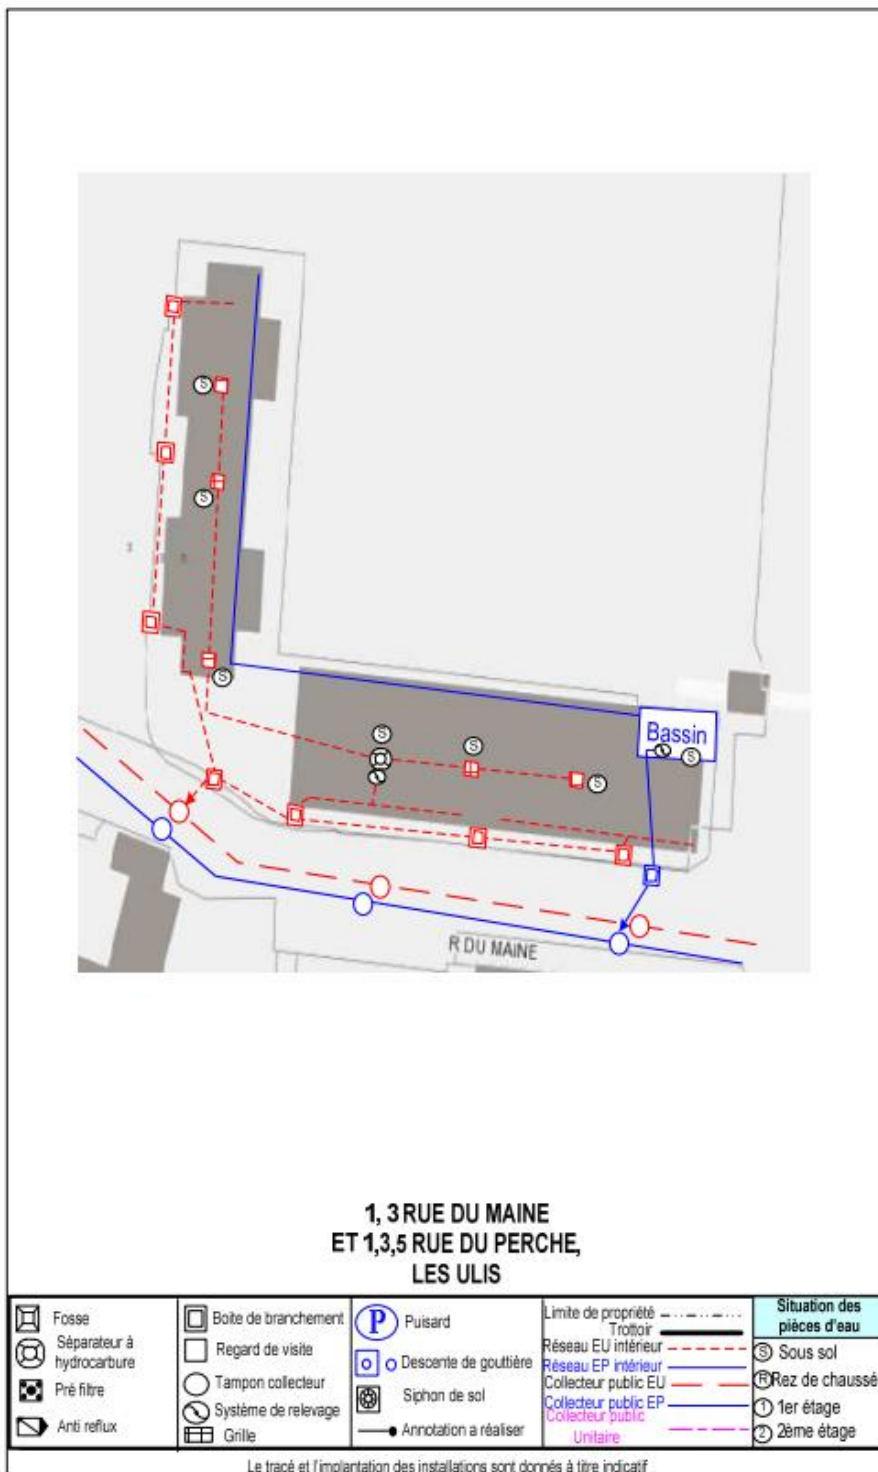 S
S
S
S
S
S
S
Bassin
R DU MAINE
1, 3 RUE DU MAINE
ET 1,3,5 RUE DU PERCHE,
LES ULIS
Fosse
Séparateur à
hydrocarbure
Pré filtre
Anti reflux
Boite de branchement
Regard de visite
Tampon collecteur
Système de relevage
Grille
P Puisard
Descente de gouttière
Siphon de sol
Annotation a réaliser
Limite de propriété
Trottoir
Réseau EU intérieur
Réseau EP intérieur
Collecteur public EU
Collecteur public EP
Collecteur public
Unitaire
Situation des
pièces d'eau
S Sous sol
R Rez de chaussé
1 1er étage
2 2ème étage
Le tracé et l'implantation des installations sont donnés à titre indicatif